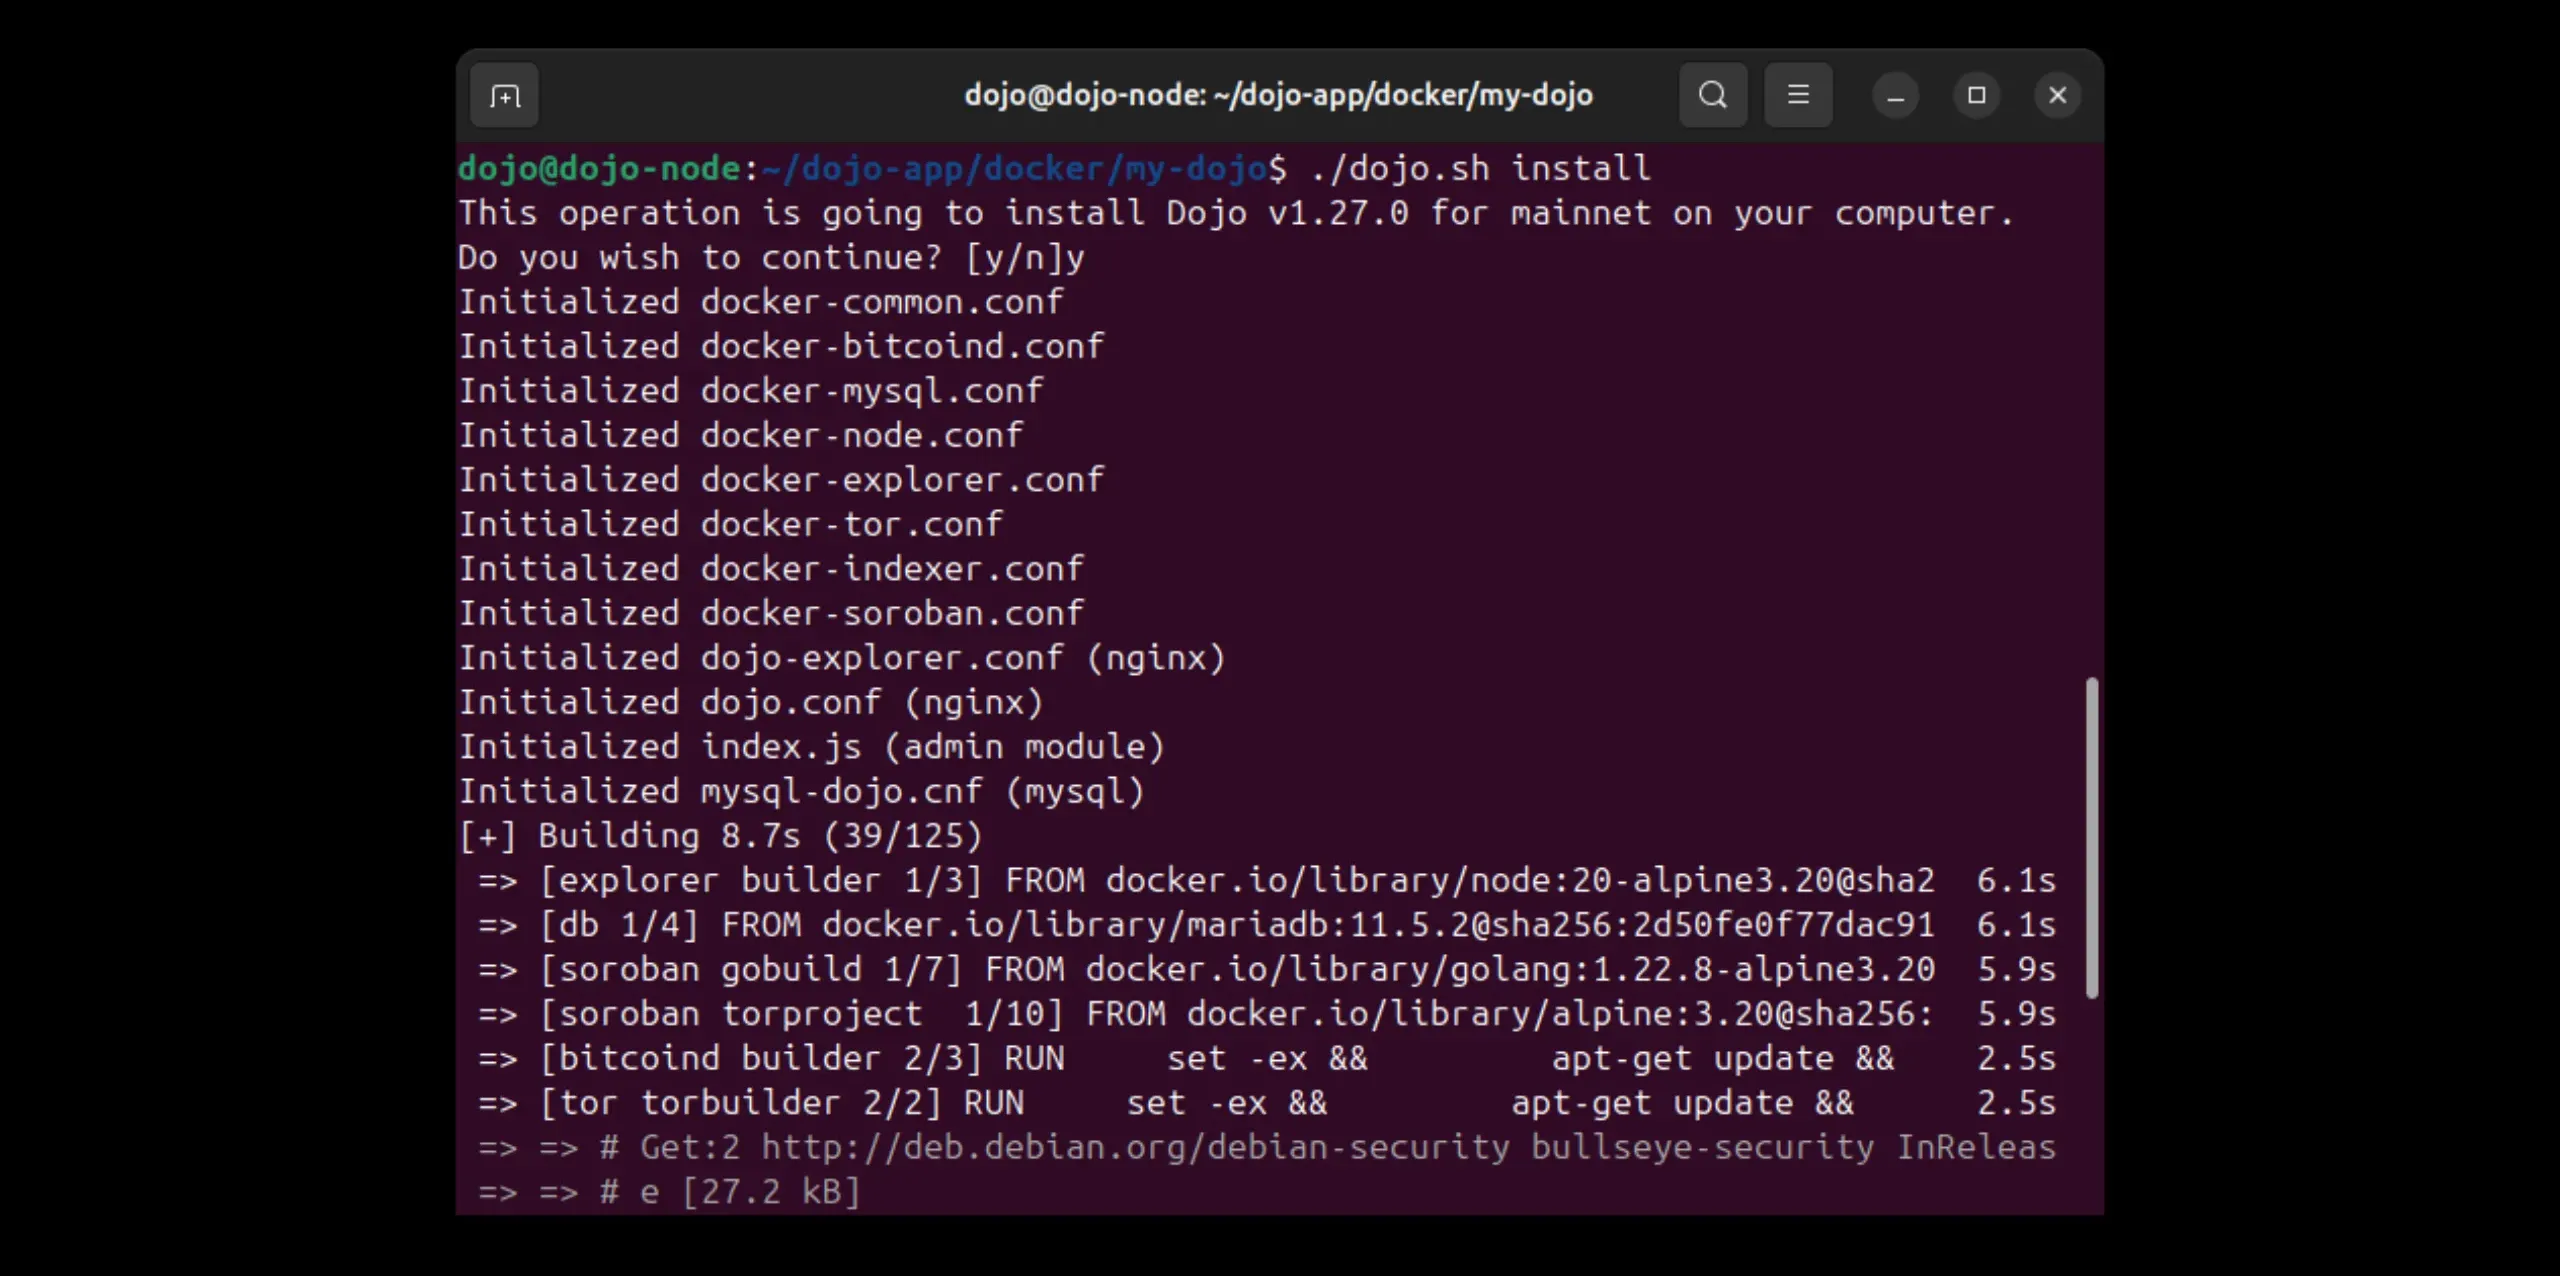 dojo@dojo-node: ~/dojo-app/docker/my-dojo
dojo@dojo-node:~/dojo-app/docker/my-dojo$ ./dojo.sh install
This operation is going to install Dojo v1.27.0 for mainnet on your computer.
Do you wish to continue? [y/n]y
Initialized docker-common.conf
Initialized docker-bitcoind.conf
Initialized docker-mysql.conf
Initialized docker-node.conf
Initialized docker-explorer.conf
Initialized docker-tor.conf
Initialized docker-indexer.conf
Initialized docker-soroban.conf
Initialized dojo-explorer.conf (nginx)
Initialized dojo.conf (nginx)
Initialized index.js (admin module)
Initialized mysql-dojo.cnf (mysql)
[+] Building 8.7s (39/125)
 => [explorer builder 1/3] FROM docker.io/library/node:20-alpine3.20@sha2  6.1s
 => [db 1/4] FROM docker.io/library/mariadb:11.5.2@sha256:2d50fe0f77dac91  6.1s
 => [soroban gobuild 1/7] FROM docker.io/library/golang:1.22.8-alpine3.20  5.9s
 => [soroban torproject  1/10] FROM docker.io/library/alpine:3.20@sha256:  5.9s
 => [bitcoind builder 2/3] RUN     set -ex &&         apt-get update &&    2.5s
 => [tor torbuilder 2/2] RUN     set -ex &&         apt-get update &&      2.5s
 => => # Get:2 http://deb.debian.org/debian-security bullseye-security InReleas
 => => # e [27.2 kB]